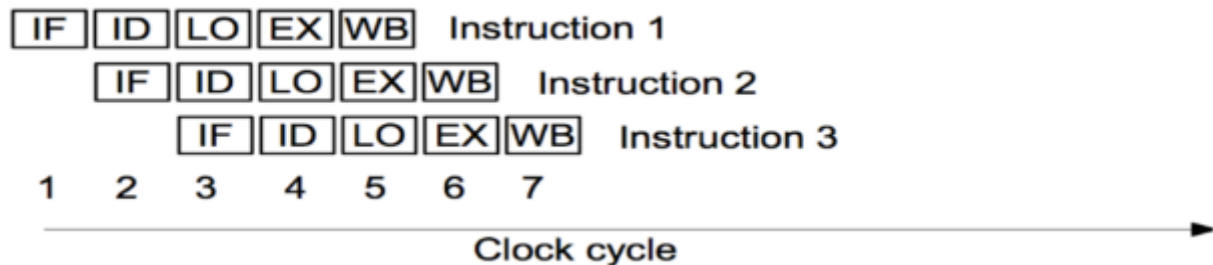 IF ID LO EX WB Instruction 1
IF ID LO EX WB Instruction 2
IF ID LO EX WB Instruction 3
1 2 3 4 5 6 7
Clock cycle